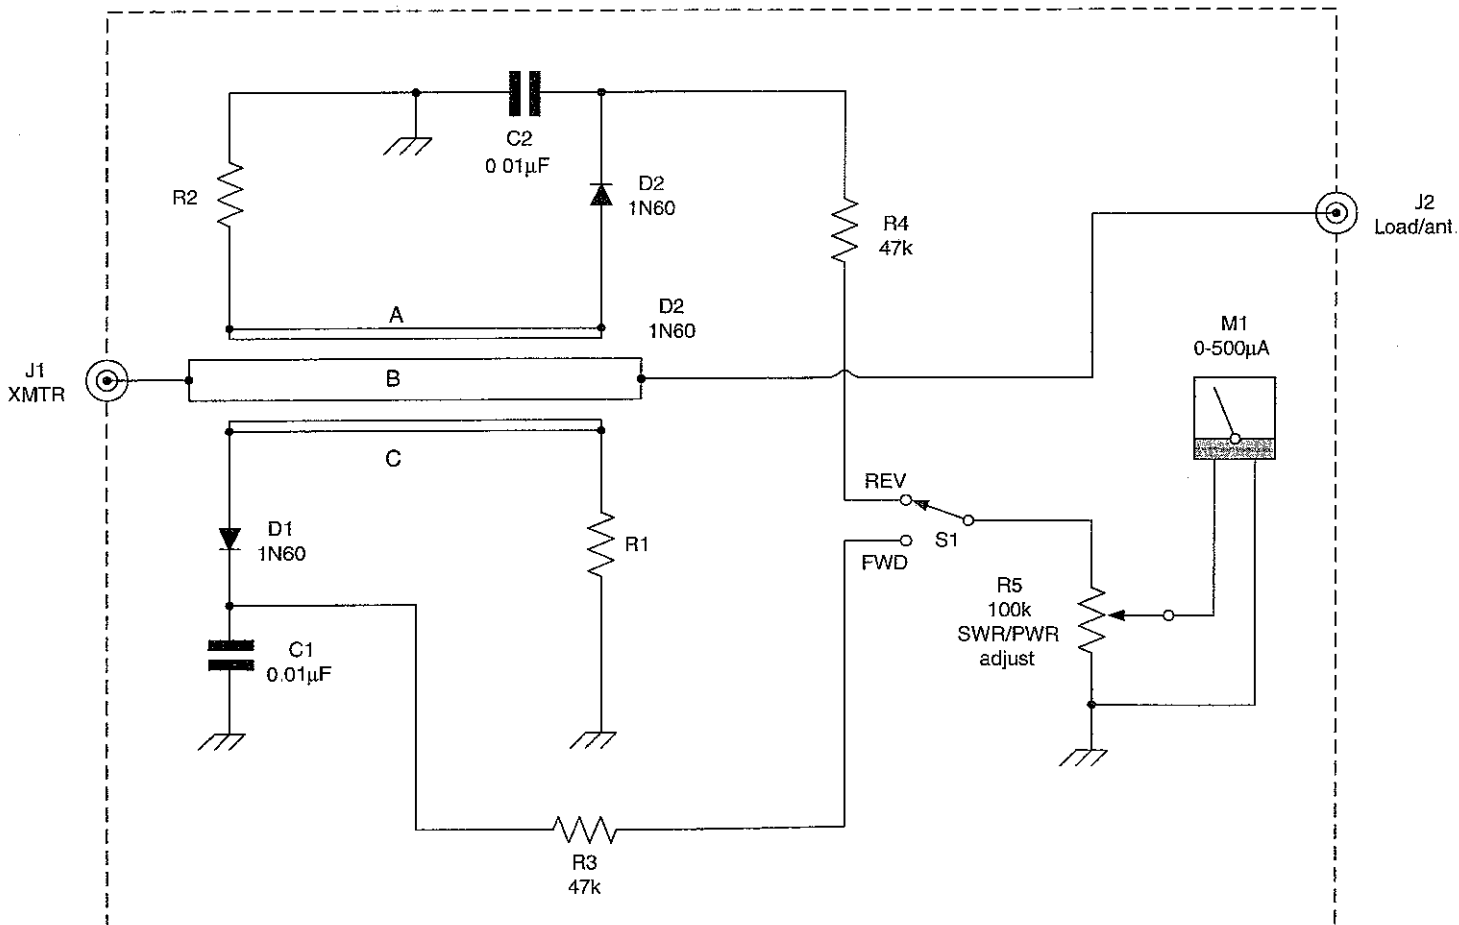 C2
0 01µF
R2
D2
1N60
R4
47k
J2
Load/ant.
A
D2
1N60
M1
0-500µA
J1
XMTR
B
C
REV
D1
1N60
R1
S1
FWD
R5
100k
SWR/PWR
adjust
C1
0.01µF
R3
47k